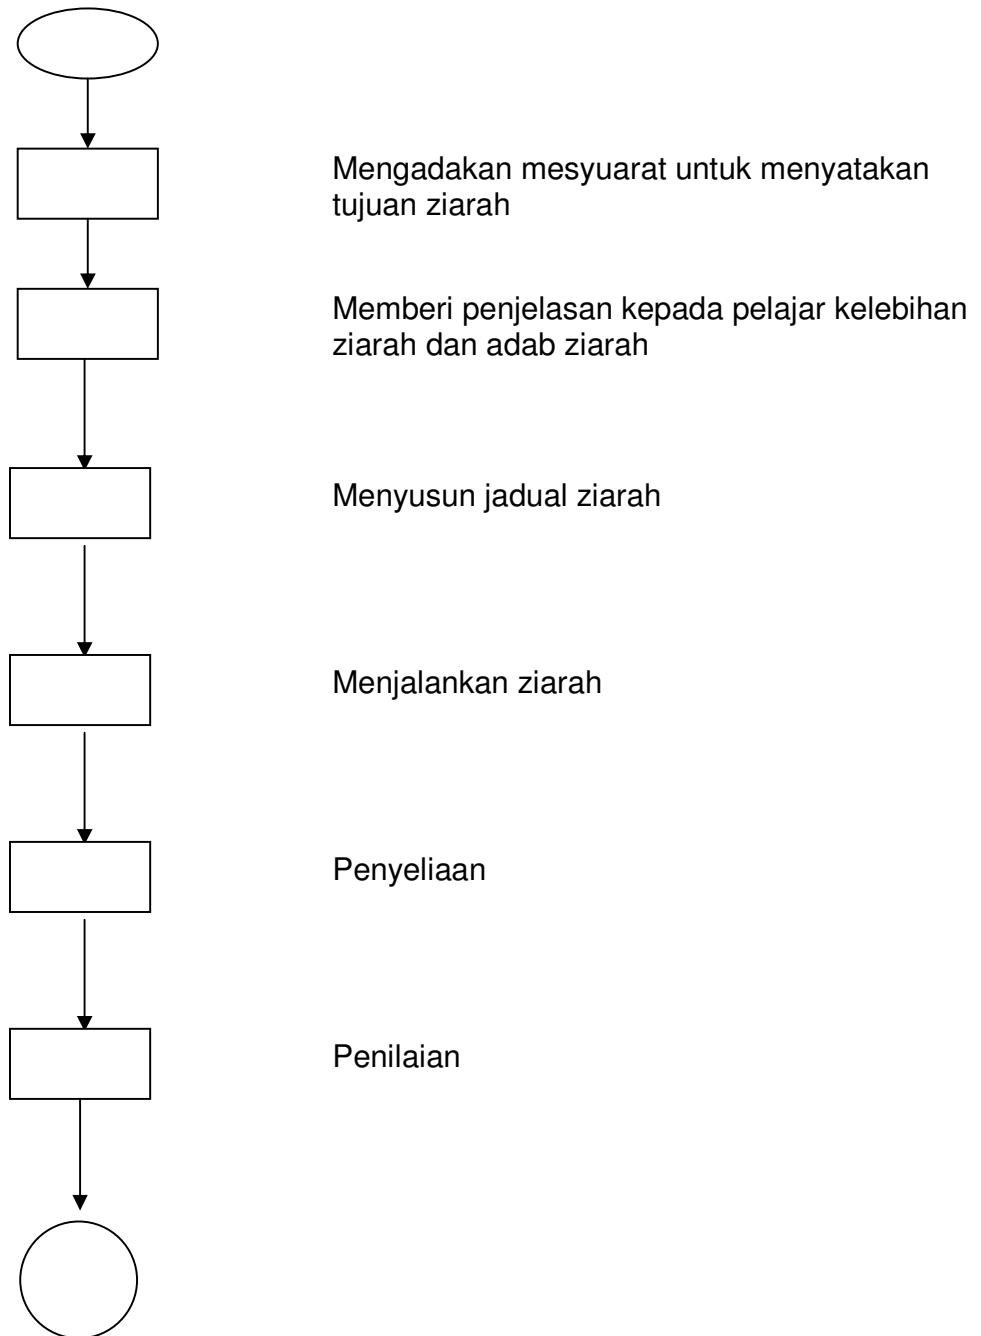 Mengadakan mesyuarat untuk menyatakan
tujuan ziarah
Memberi penjelasan kepada pelajar kelebihan
ziarah dan adab ziarah
Menyusun jadual ziarah
Menjalankan ziarah
Penyeliaan
Penilaian